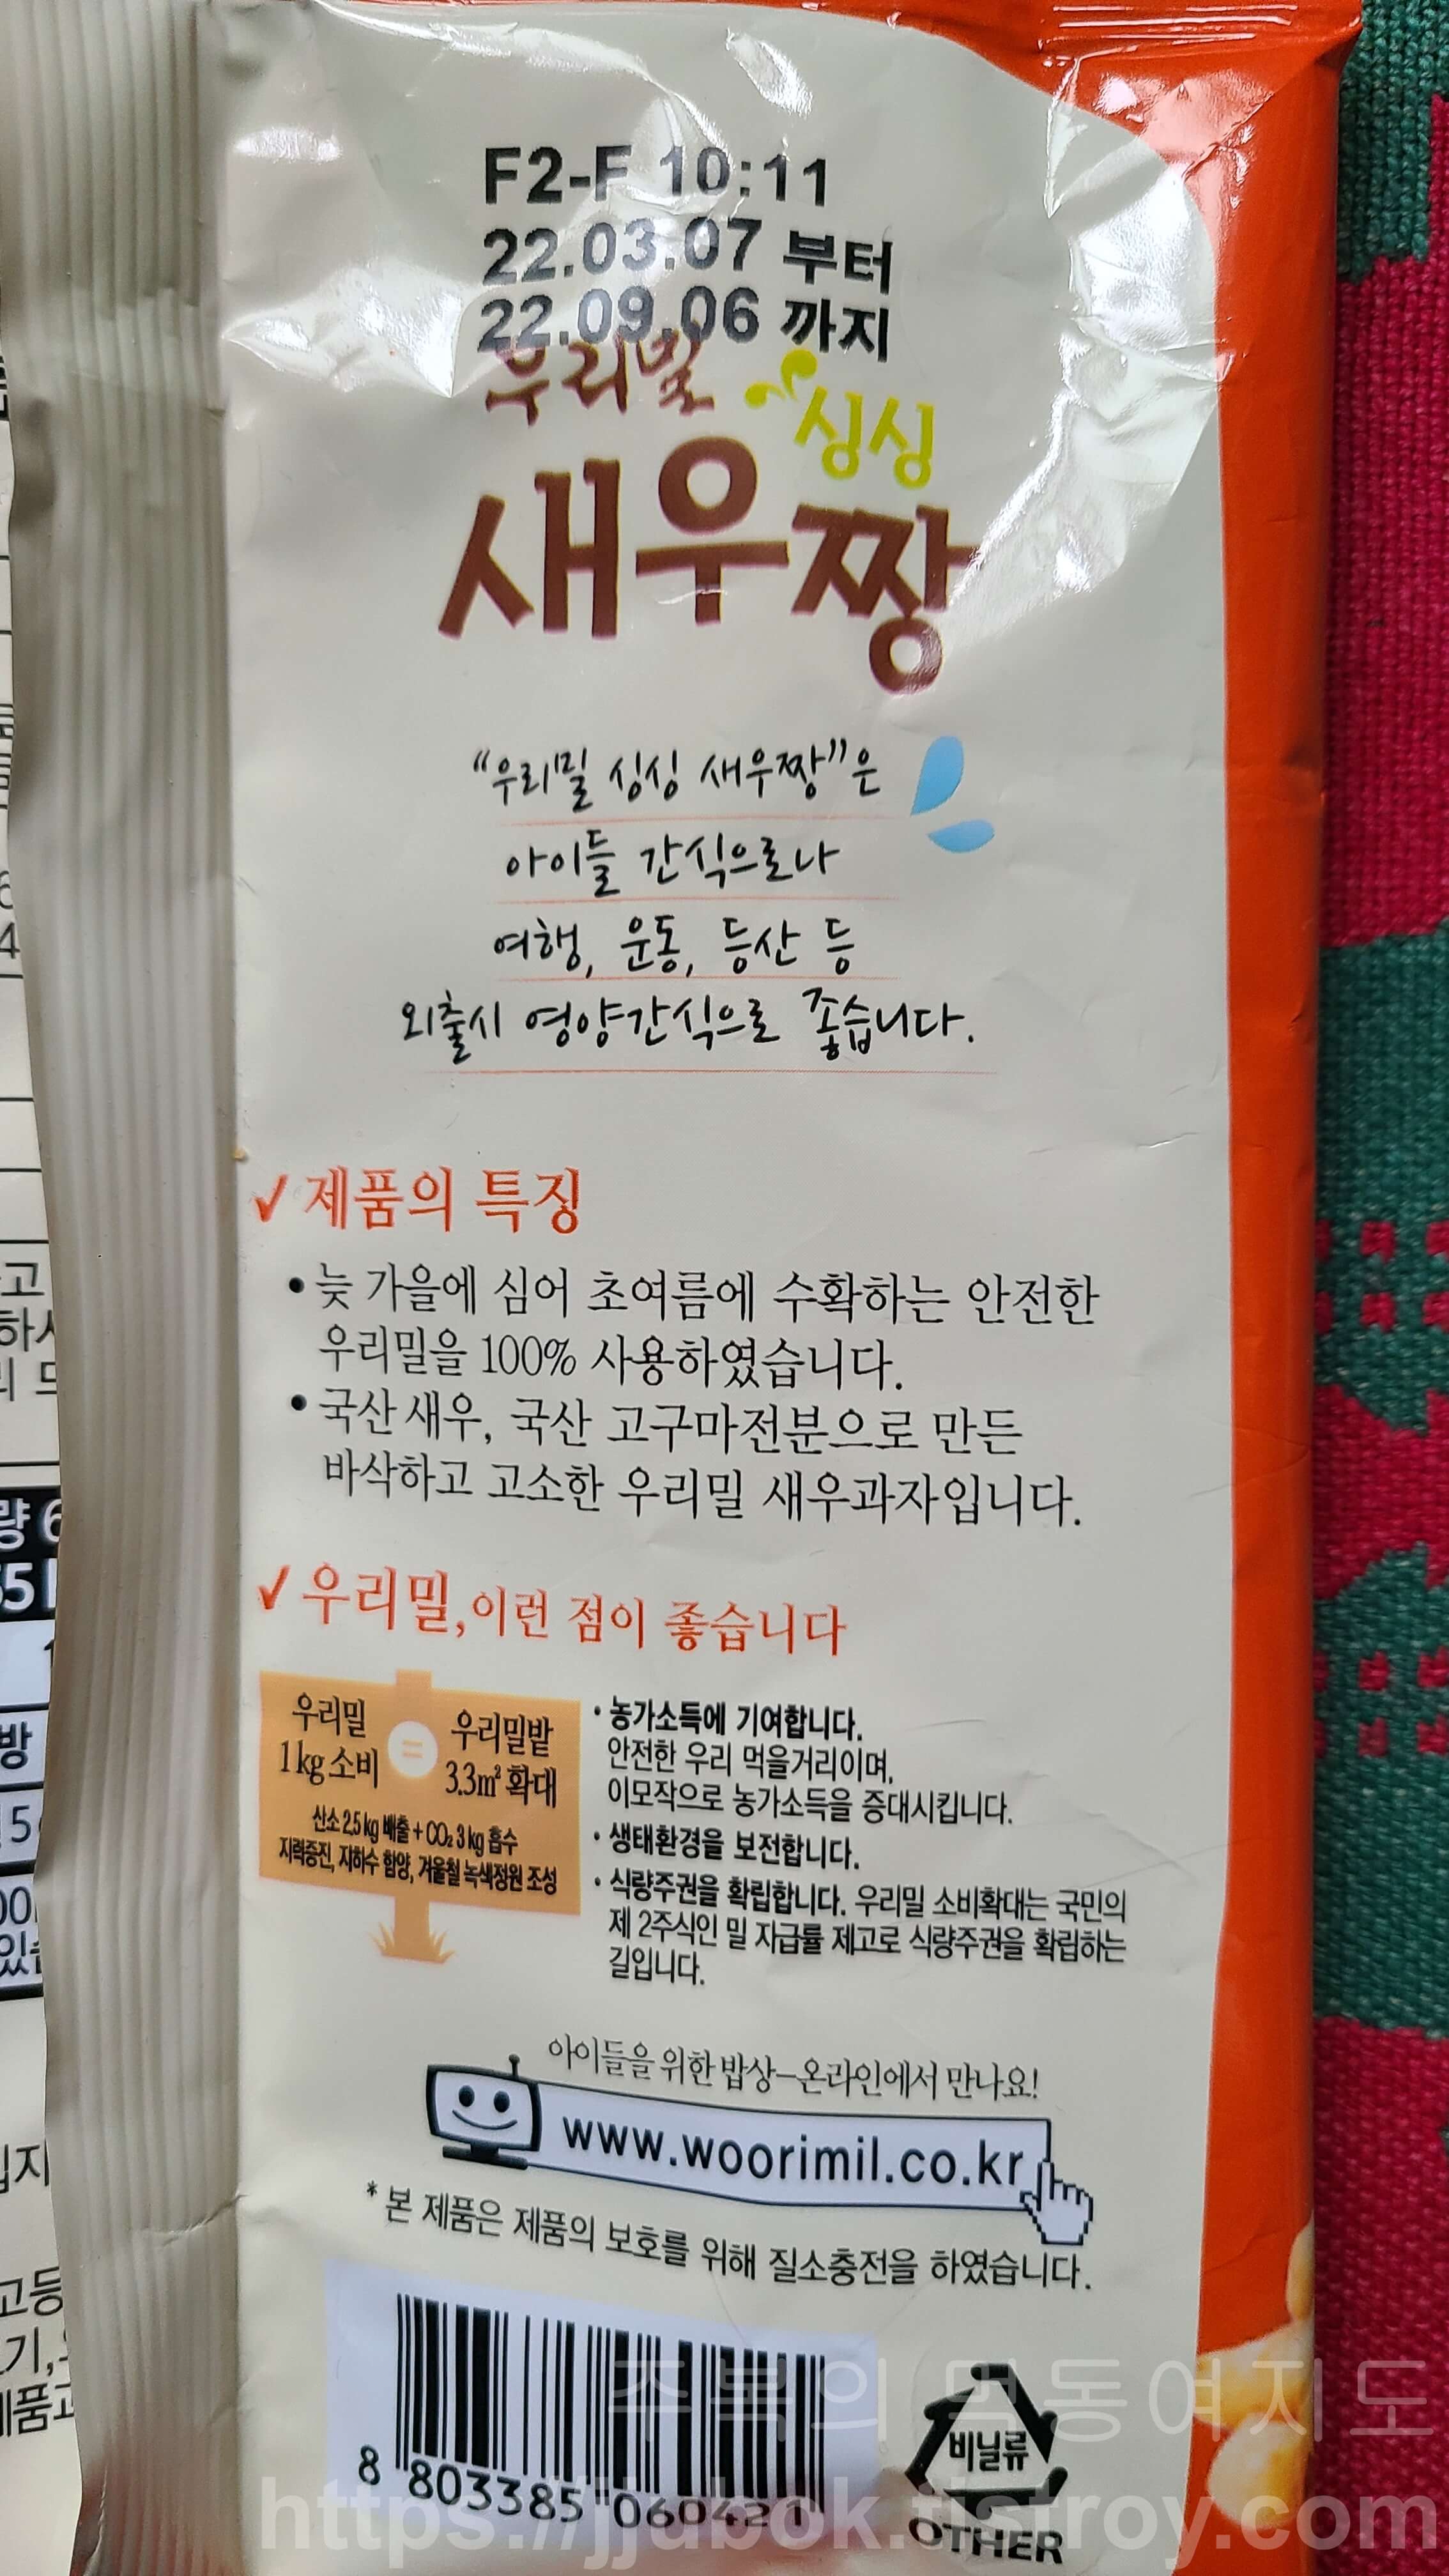 F2-F 10:11
22.03.07 부터
22.09.06 까지
우리밀 싱싱
새우짱
“우리밀 싱싱 새우짱”은
아이들 간식으로나
여행, 운동, 등산 등
외출시 영양간식으로 좋습니다.
✓ 제품의 특징
• 늦가을에 심어 초여름에 수확하는 안전한
우리밀을 100% 사용하였습니다.
• 국산 새우, 국산 고구마전분으로 만든
바삭하고 고소한 우리밀 새우과자입니다.
✓ 우리밀, 이런 점이 좋습니다
우리밀 1kg 소비 = 우리밀밭 3.3㎡ 확대
산소 2.5kg 배출 + CO₂ 3kg 흡수
지력증진, 지하수 함양, 겨울철 녹색정원 조성
· 농가소득에 기여합니다.
안전한 우리 먹을거리이며,
이모작으로 농가소득을 증대시킵니다.
· 생태환경을 보전합니다.
· 식량주권을 확립합니다. 우리밀 소비확대는 국민의
제 2주식인 밀 자급률 제고로 식량주권을 확립하는
길입니다.
아이들을 위한 밥상-온라인에서 만나요!
www.woorimil.co.kr
* 본 제품은 제품의 보호를 위해 질소충전을 하였습니다.
8 803385 060421
비닐류
OTHER
쭈복의 먹동여지도
https://jjubok.tistroy.com